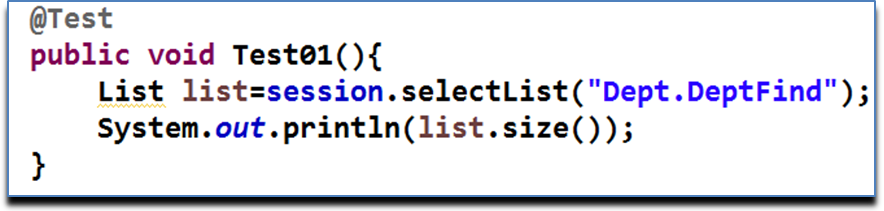 @Test
public void Test01(){
    List list=session.selectList("Dept.DeptFind");
    System.out.println(list.size());
}